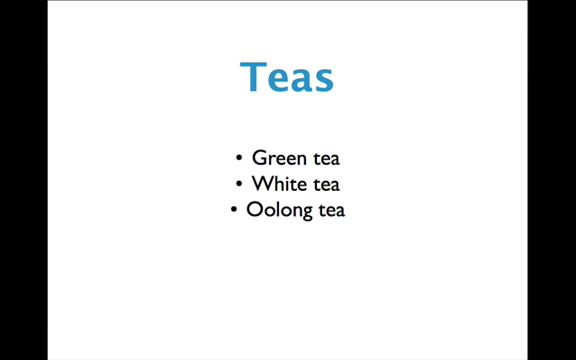 Teas
• Green tea
• White tea
• Oolong tea